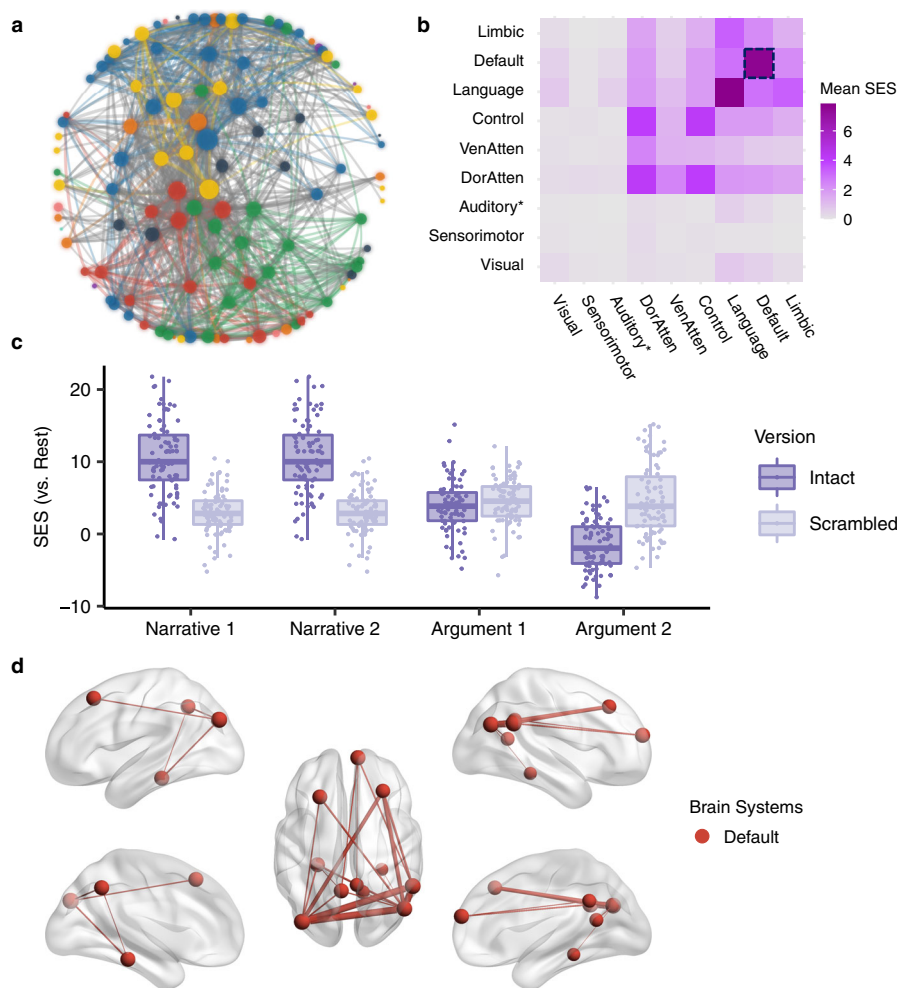 a
b
Limbic
Default
Language
Control
VenAtten
DorAtten
Auditory*
Sensorimotor
Visual
Visual
Sensorimotor
Auditory*
DorAtten
VenAtten
Control
Language
Default
Limbic
Mean SES
6
4
2
0
c
SES (vs. Rest)
20
10
0
−10
Narrative 1
Narrative 2
Argument 1
Argument 2
Version
Intact
Scrambled
d
Brain Systems
Default